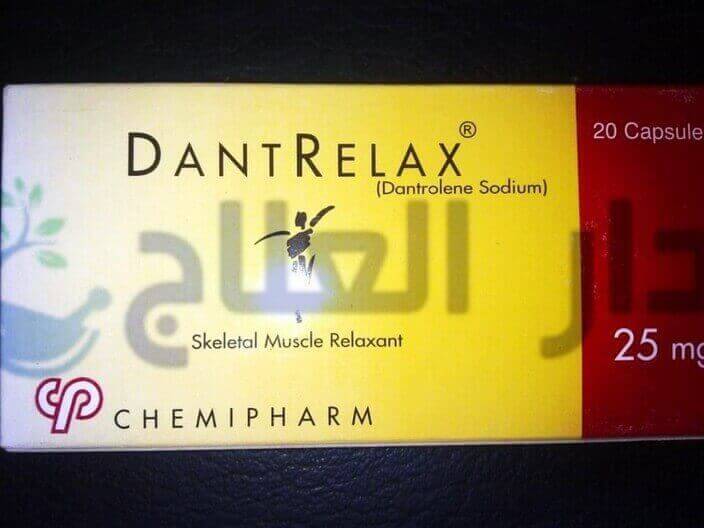 DANTRELAX®
(Dantrolene Sodium)
20 Capsule
دار العلاج
Skeletal Muscle Relaxant
25 mg
CHEMIPHARM